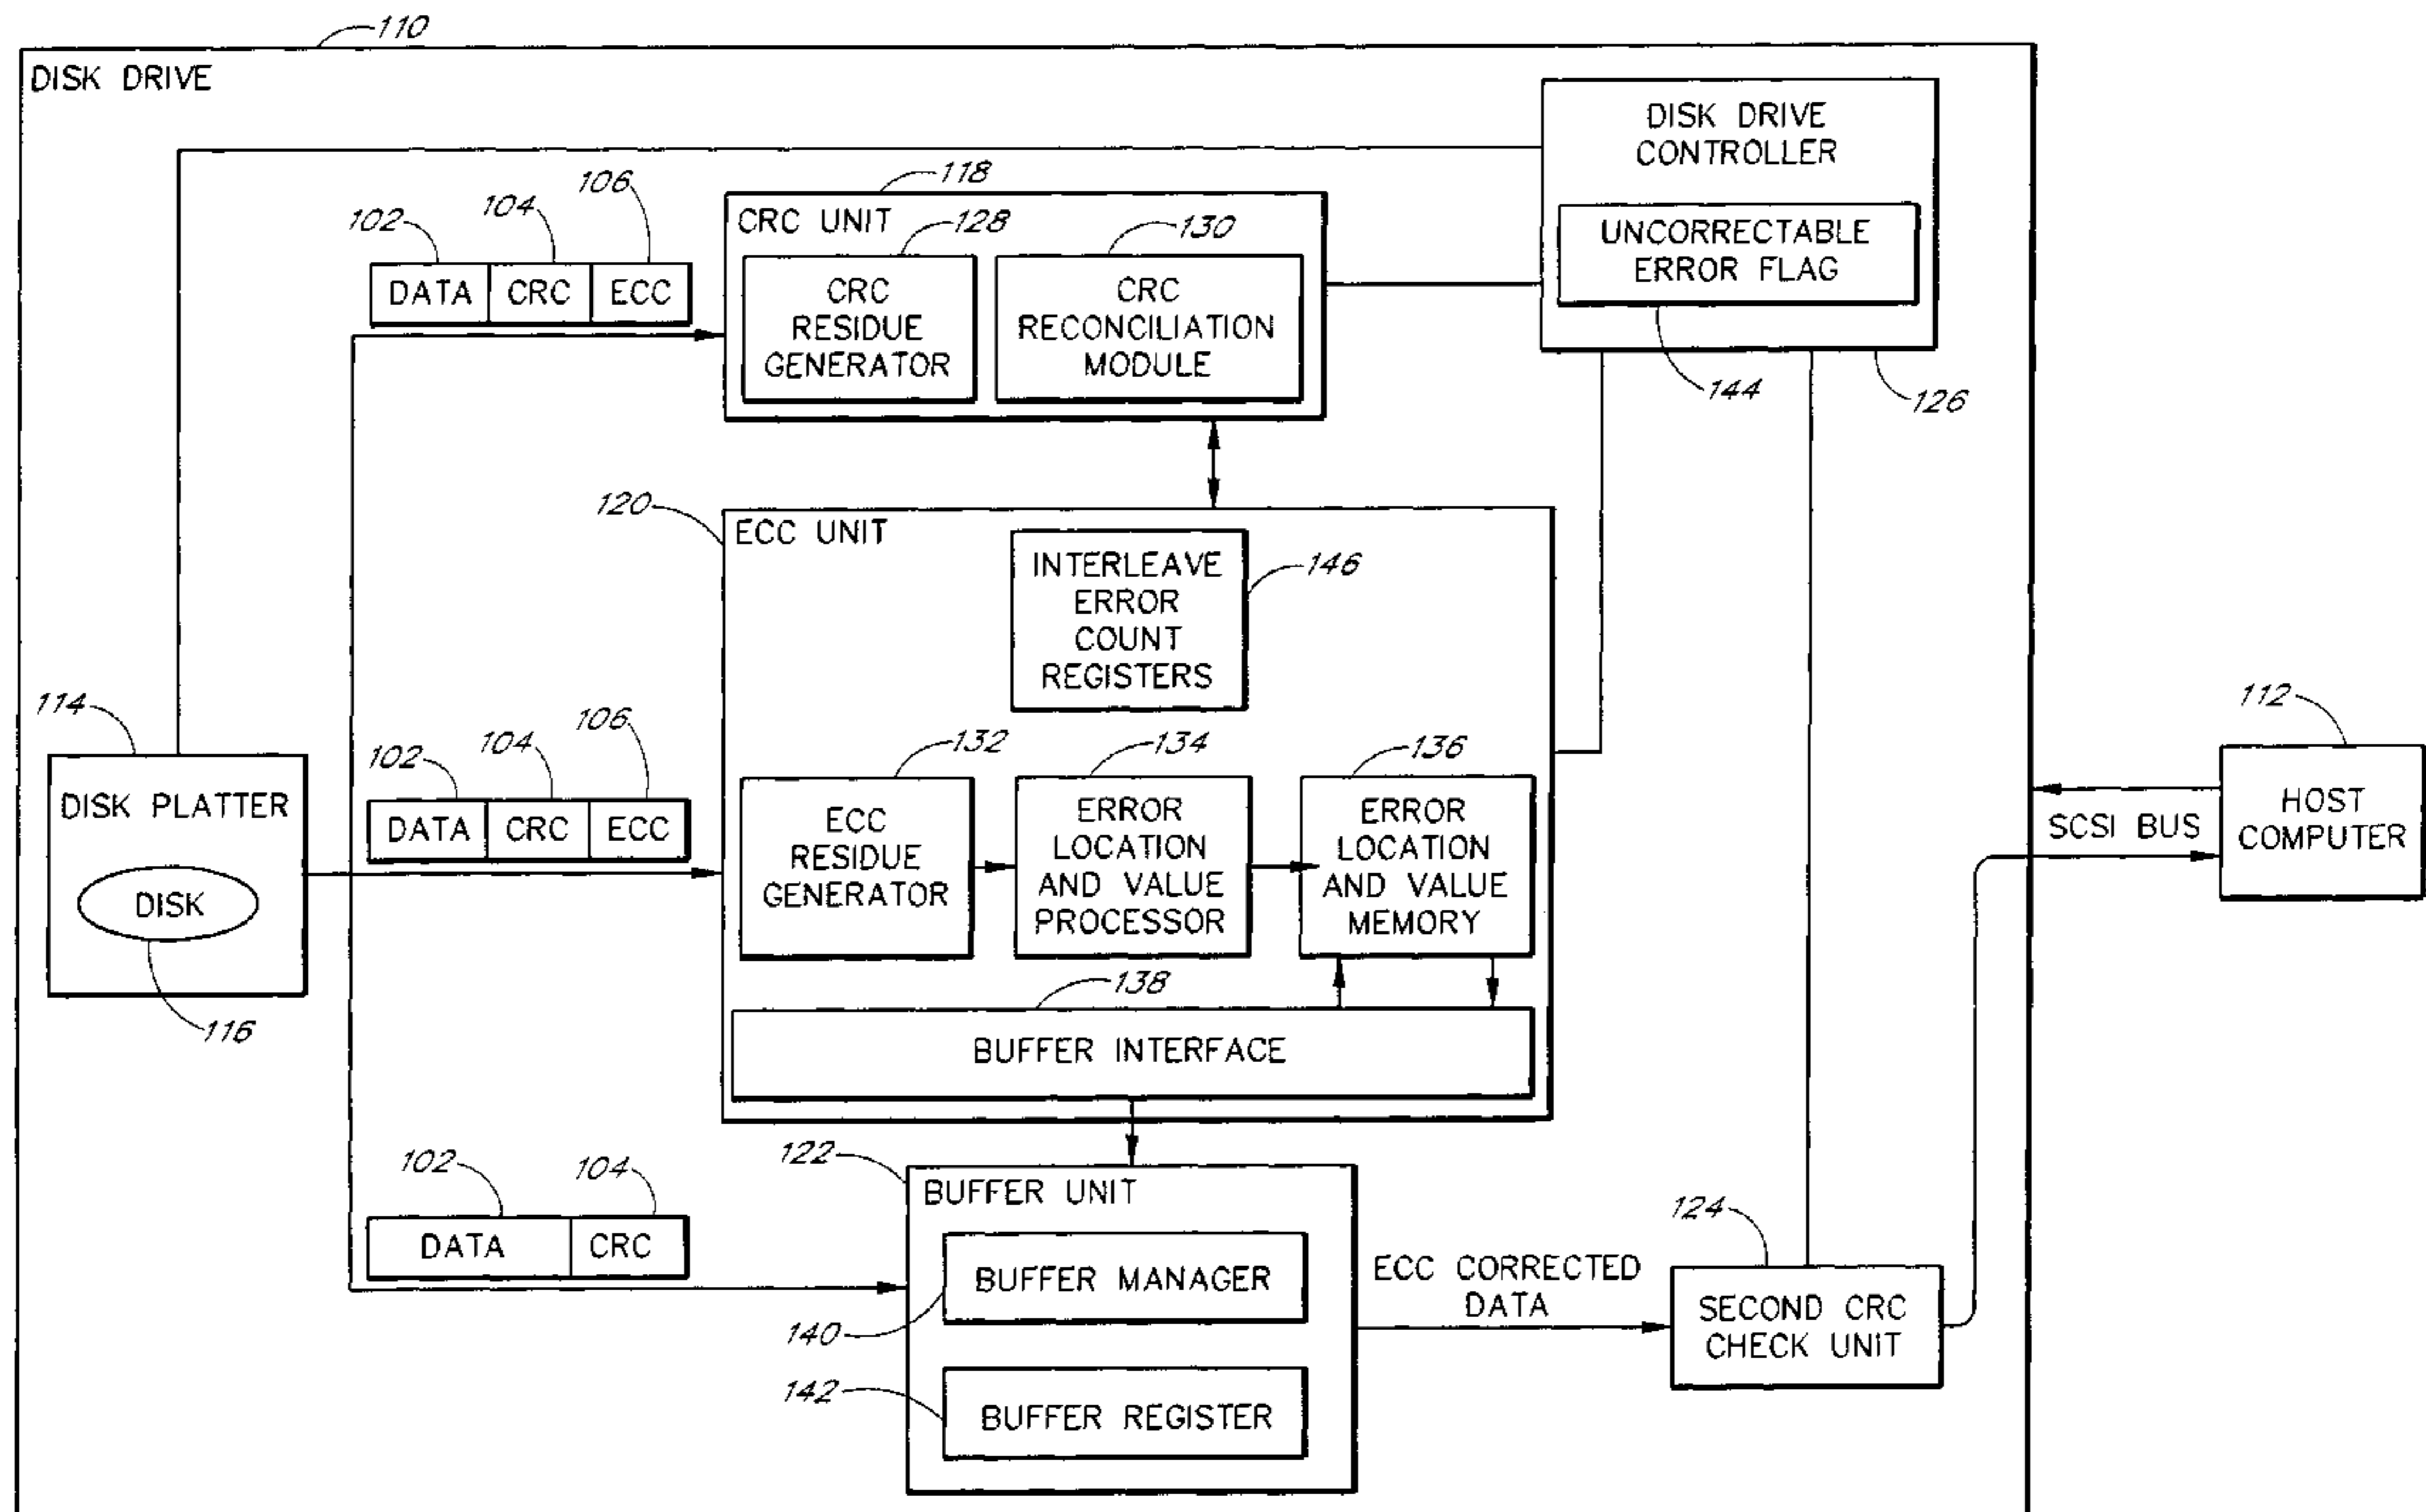 110
DISK DRIVE
DISK DRIVE
CONTROLLER
UNCORRECTABLE
ERROR FLAG
144
126
118
CRC UNIT
128
130
CRC
RESIDUE
GENERATOR
CRC
RECONCILIATION
MODULE
102
104
106
DATA
CRC
ECC
120
ECC UNIT
INTERLEAVE
ERROR
COUNT
REGISTERS
146
114
DISK PLATTER
DISK
116
102
104
106
DATA
CRC
ECC
132
ECC
RESIDUE
GENERATOR
134
ERROR
LOCATION
AND VALUE
PROCESSOR
136
ERROR
LOCATION
AND VALUE
MEMORY
138
BUFFER INTERFACE
112
HOST
COMPUTER
SCSI BUS
102
104
DATA
CRC
122
BUFFER UNIT
BUFFER MANAGER
140
142
BUFFER REGISTER
ECC CORRECTED
DATA
124
SECOND CRC
CHECK UNIT